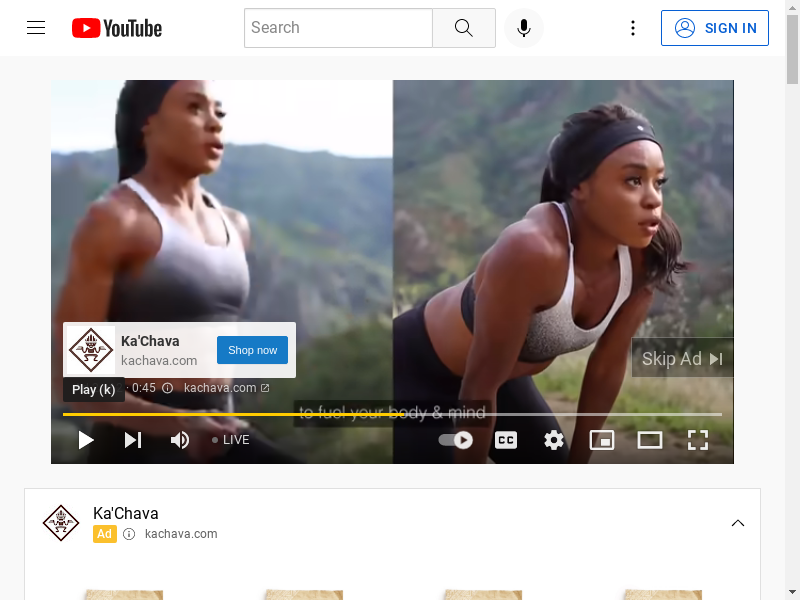 YouTube
Search
SIGN IN
Ka'Chava
kachava.com
Shop now
Skip Ad
Play (k)
· 0:45
kachava.com
to fuel your body & mind
LIVE
CC
Ka'Chava
Ad
kachava.com